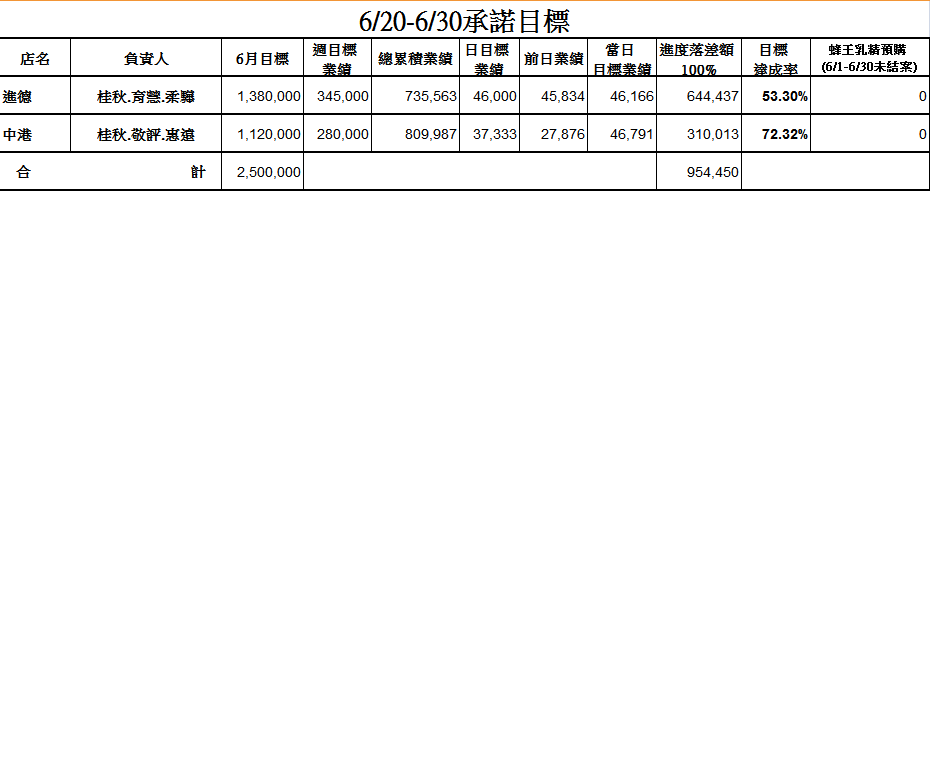 6/20-6/30承諾目標
店名 負責人 6月目標 週目標業績 總累積業績 日目標業績 前日業績 當日目標業績 進度落差額100% 目標達成率 蜂王乳精預購(6/1-6/30未結案)
進德 桂秋.育慧.柔驊 1,380,000 345,000 735,563 46,000 45,834 46,166 644,437 53.30% 0
中港 桂秋.敬評.惠遠 1,120,000 280,000 809,987 37,333 27,876 46,791 310,013 72.32% 0
合 計 2,500,000 954,450